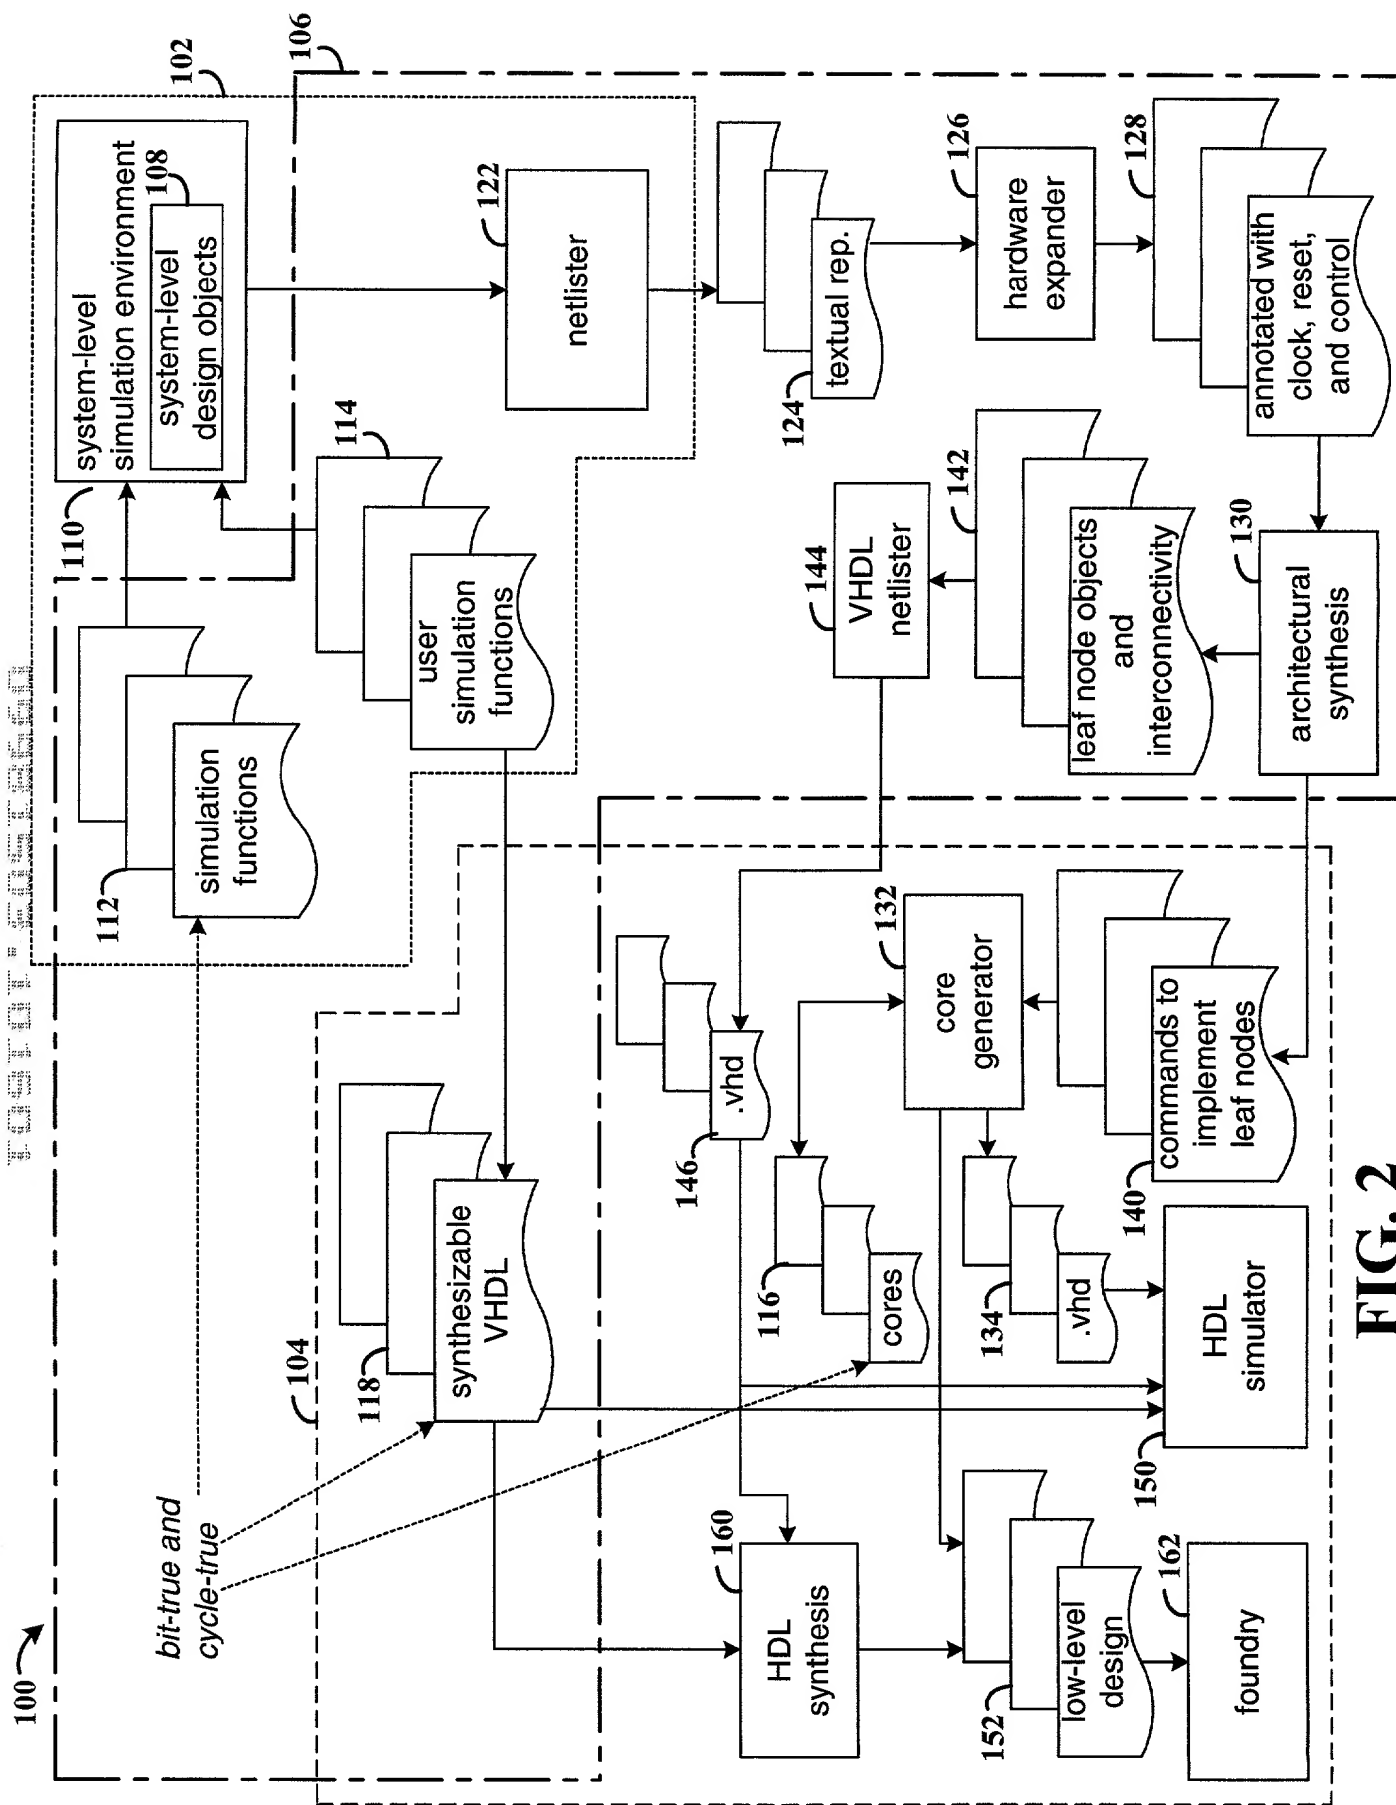 100
bit-true and
cycle-true
104
118
synthesizable
VHDL
112
simulation
functions
110
system-level
simulation environment
108
system-level
design objects
102
106
114
user
simulation
functions
122
netlister
160
HDL
synthesis
146
.vhd
144
VHDL
netlister
124
textual rep.
116
cores
132
core
generator
142
leaf node objects
and
interconnectivity
126
hardware
expander
152
low-level
design
134
.vhd
140
commands to
implement
leaf nodes
128
annotated with
clock, reset,
and control
162
foundry
150
HDL
simulator
130
architectural
synthesis
FIG. 2